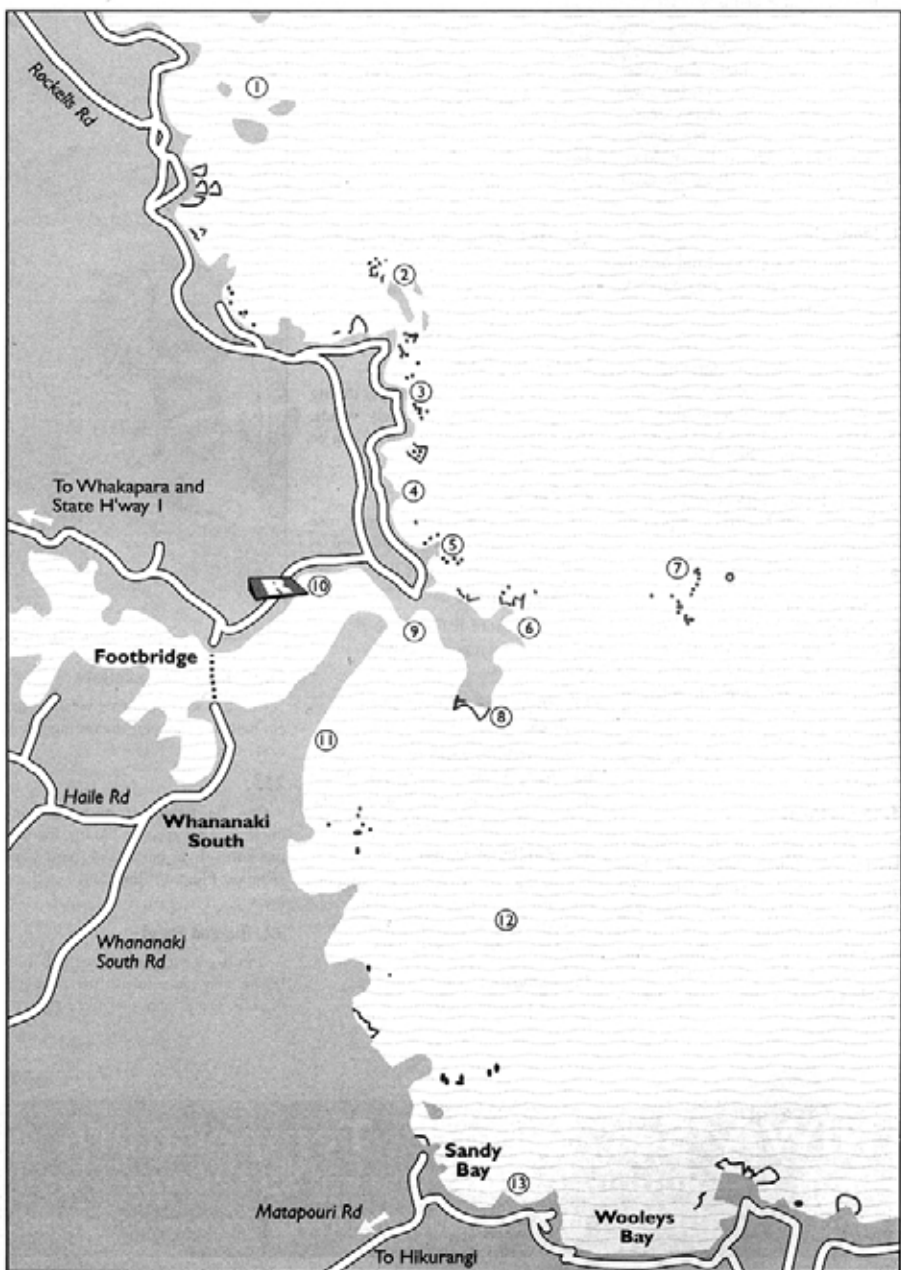 Rockells Rd
①
②
③
To Whakapara and
State H'way 1
④
⑤
⑦
⑩
⑨
⑥
Footbridge
⑧
⑪
Haile Rd
Whananaki
South
⑫
Whananaki
South Rd
Sandy
Bay
⑬
Matapouri Rd
Wooleys
Bay
To Hikurangi